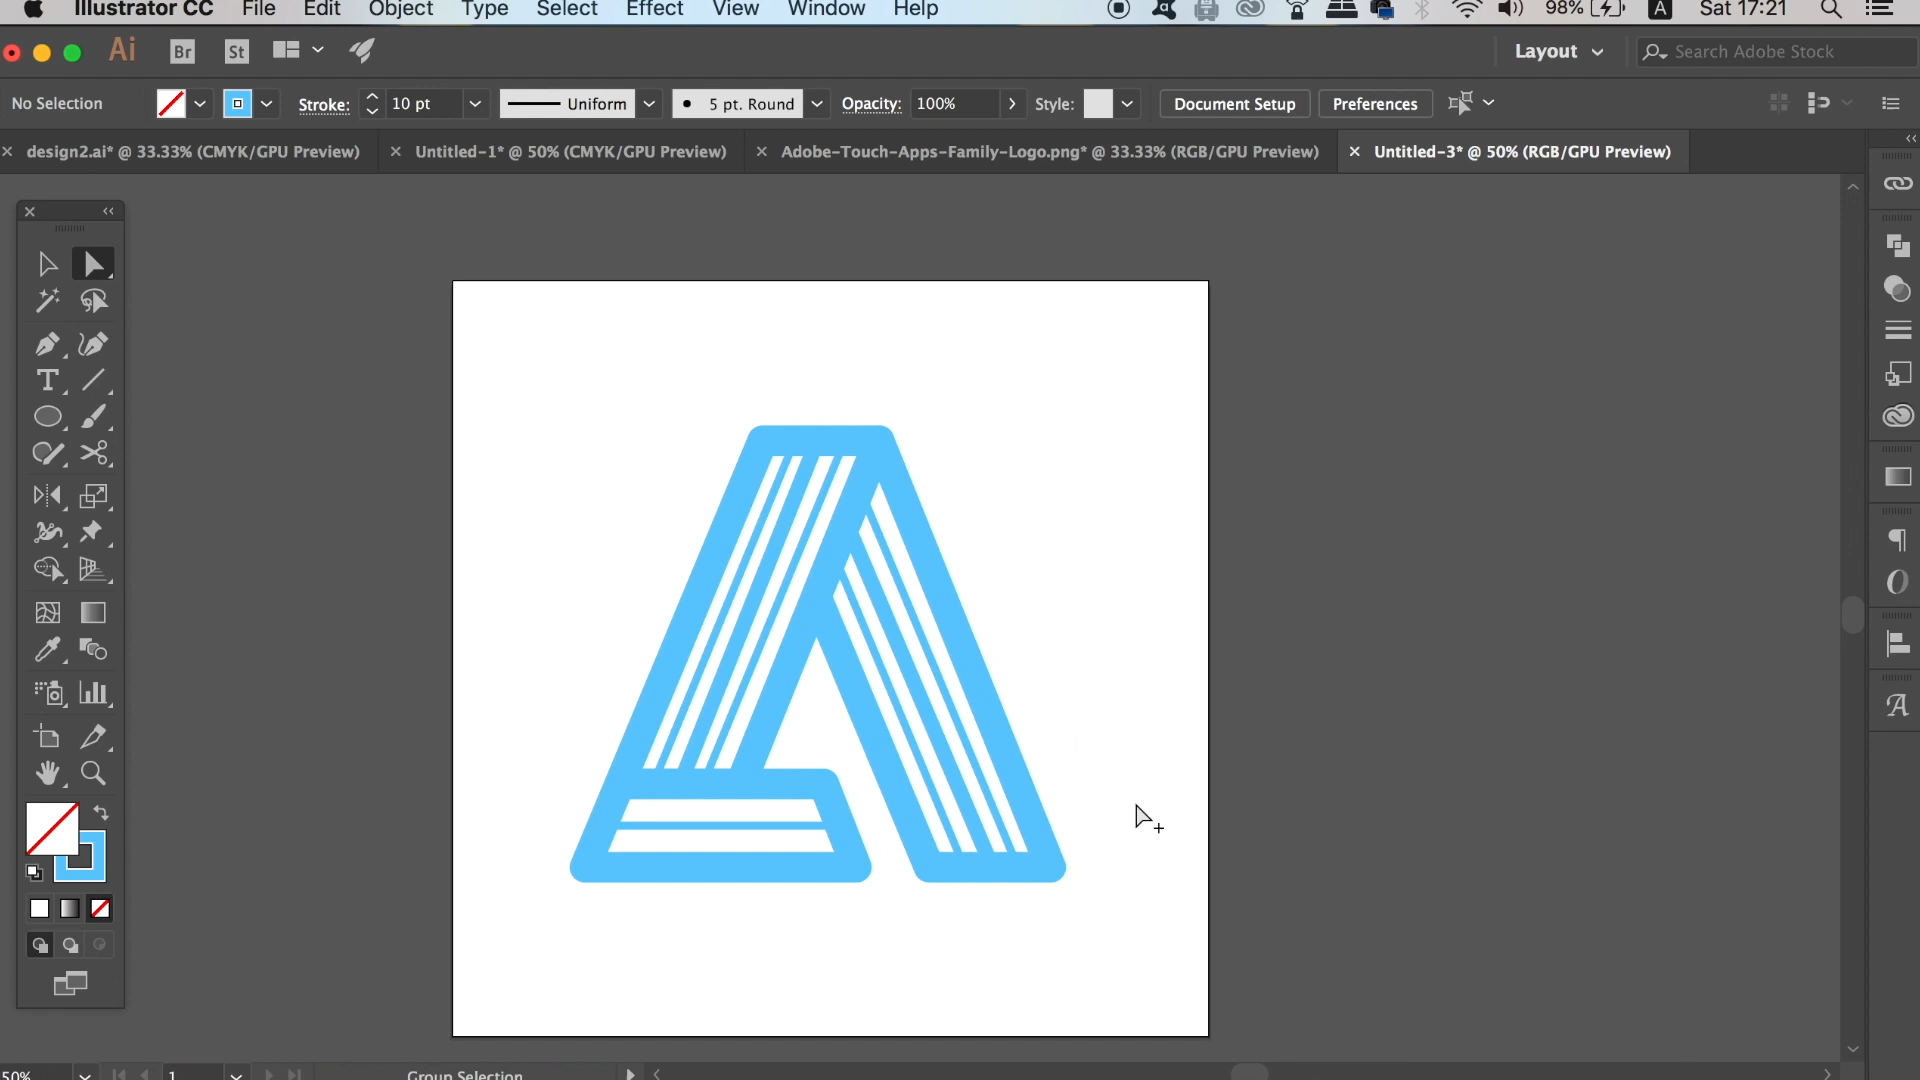 Illustrator CC File Edit Object Type Select Effect View Window Help 98% A Sat 17:21
Ai Br St Layout Search Adobe Stock
No Selection Stroke: 10 pt Uniform 5 pt. Round Opacity: 100% Style: Document Setup Preferences
design2.ai* @ 33.33% (CMYK/GPU Preview) Untitled-1* @ 50% (CMYK/GPU Preview) Adobe-Touch-Apps-Family-Logo.png* @ 33.33% (RGB/GPU Preview) Untitled-3* @ 50% (RGB/GPU Preview)
50% 1 Group Selection